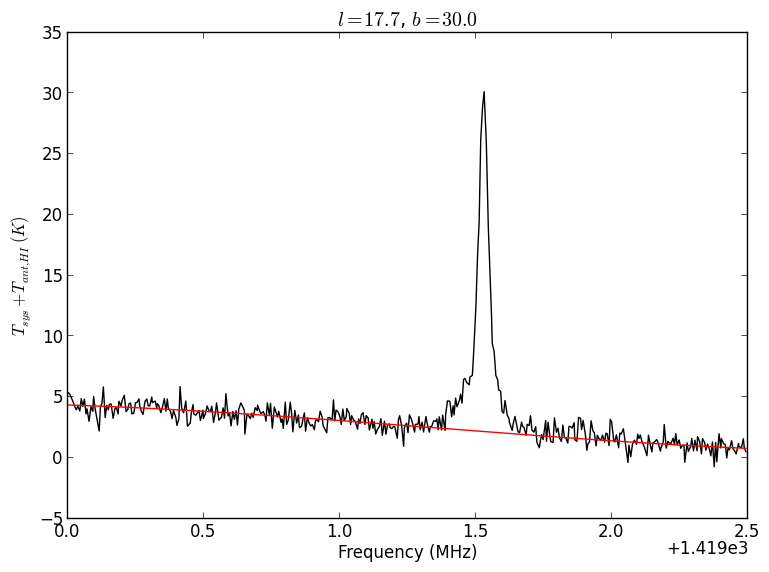 l = 17.7, b = 30.0
35
30
25
20
15
10
5
0
−5
T_sys + T_ant,HI (K)
0.0 0.5 1.0 1.5 2.0 2.5
Frequency (MHz)
+1.419e3